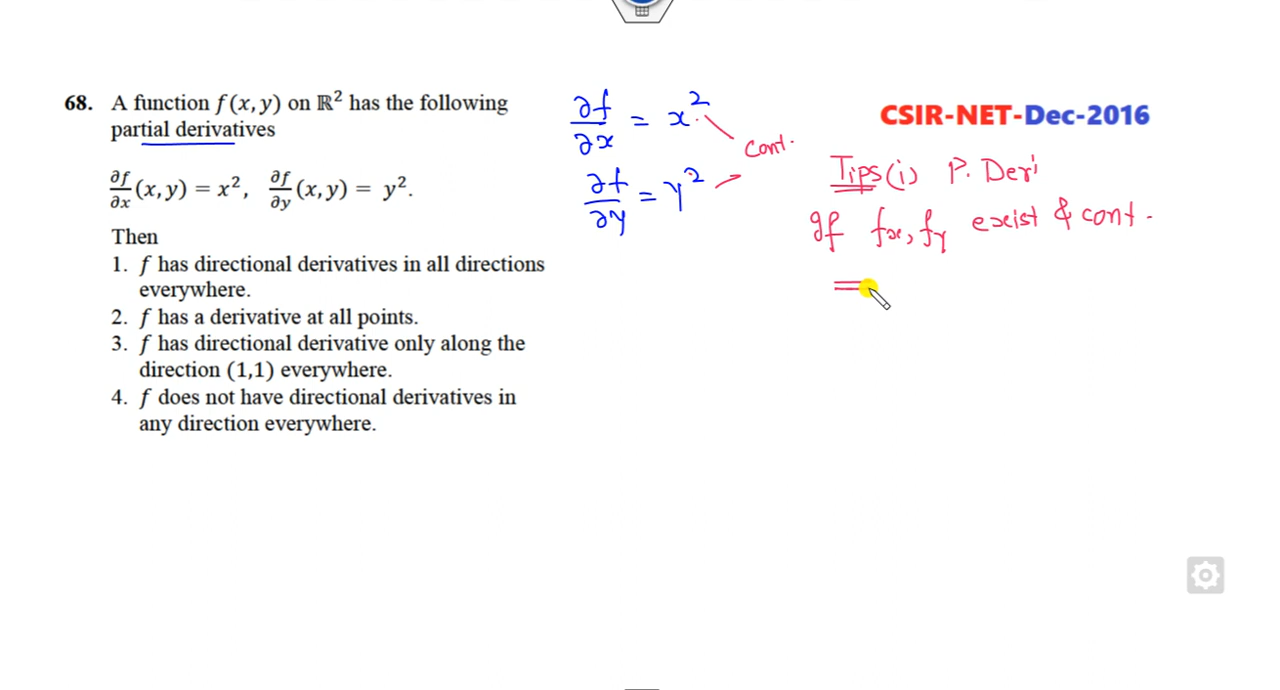 68. A function f(x, y) on ℝ² has the following
partial derivatives
∂f/∂x (x, y) = x², ∂f/∂y (x, y) = y².
Then
1. f has directional derivatives in all directions
everywhere.
2. f has a derivative at all points.
3. f has directional derivative only along the
direction (1,1) everywhere.
4. f does not have directional derivatives in
any direction everywhere.
∂f/∂x = x²
∂f/∂y = y²
cont.
CSIR-NET-Dec-2016
Tips (i) P. Deri
If fx, fy exist & cont.
⇒